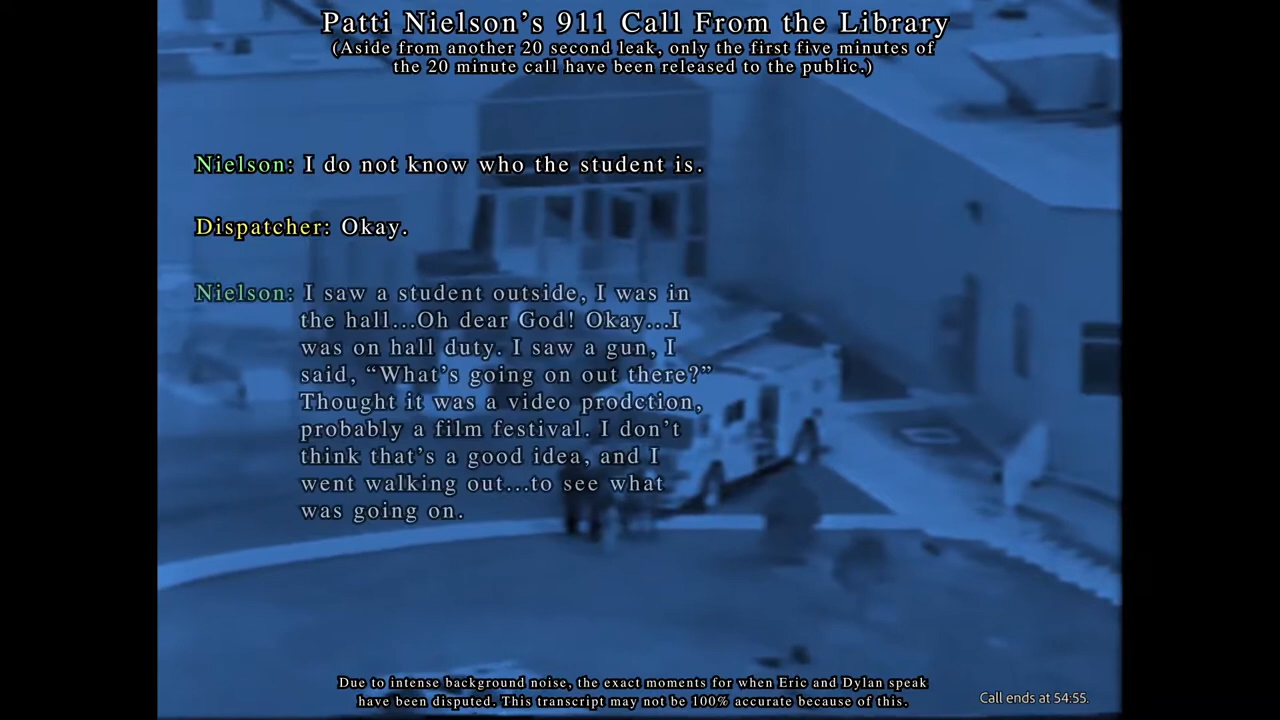 Patti Nielson's 911 Call From the Library
(Aside from another 20 second leak, only the first five minutes of
the 20 minute call have been released to the public.)
Nielson: I do not know who the student is.
Dispatcher: Okay.
Nielson: I saw a student outside, I was in
the hall...Oh dear God! Okay...I
was on hall duty. I saw a gun, I
said, “What's going on out there?”
Thought it was a video prodction,
probably a film festival. I don't
think that's a good idea, and I
went walking out...to see what
was going on.
Due to intense background noise, the exact moments for when Eric and Dylan speak
have been disputed. This transcript may not be 100% accurate because of this.
Call ends at 54:55.